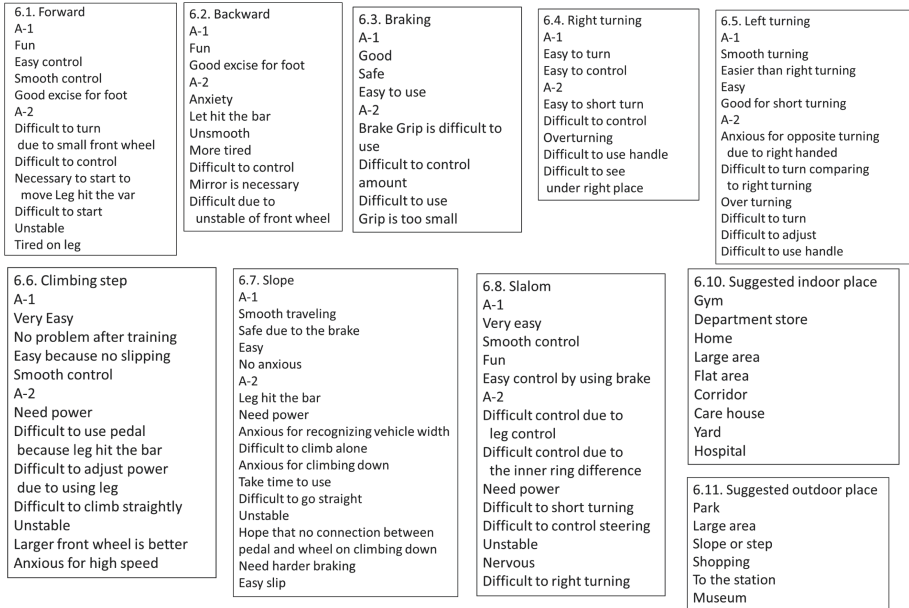 6.1. Forward
A-1
Fun
Easy control
Smooth control
Good excise for foot
A-2
Difficult to turn
due to small front wheel
Difficult to control
Necessary to start to
move Leg hit the var
Difficult to start
Unstable
Tired on leg
6.2. Backward
A-1
Fun
Good excise for foot
A-2
Anxiety
Let hit the bar
Unsmooth
More tired
Difficult to control
Mirror is necessary
Difficult due to
unstable of front wheel
6.3. Braking
A-1
Good
Safe
Easy to use
A-2
Brake Grip is difficult to
use
Difficult to control
amount
Difficult to use
Grip is too small
6.4. Right turning
A-1
Easy to turn
Easy to control
A-2
Easy to short turn
Difficult to control
Overturning
Difficult to use handle
Difficult to see
under right place
6.5. Left turning
A-1
Smooth turning
Easier than right turning
Easy
Good for short turning
A-2
Anxious for opposite turning
due to right handed
Difficult to turn comparing
to right turning
Over turning
Difficult to turn
Difficult to adjust
Difficult to use handle
6.6. Climbing step
A-1
Very Easy
No problem after training
Easy because no slipping
Smooth control
A-2
Need power
Difficult to use pedal
because leg hit the bar
Difficult to adjust power
due to using leg
Difficult to climb straightly
Unstable
Larger front wheel is better
Anxious for high speed
6.7. Slope
A-1
Smooth traveling
Safe due to the brake
Easy
No anxious
A-2
Leg hit the bar
Need power
Anxious for recognizing vehicle width
Difficult to climb alone
Anxious for climbing down
Take time to use
Difficult to go straight
Unstable
Hope that no connection between
pedal and wheel on climbing down
Need harder braking
Easy slip
6.8. Slalom
A-1
Very easy
Smooth control
Fun
Easy control by using brake
A-2
Difficult control due to
leg control
Difficult control due to
the inner ring difference
Need power
Difficult to short turning
Difficult to control steering
Unstable
Nervous
Difficult to right turning
6.10. Suggested indoor place
Gym
Department store
Home
Large area
Flat area
Corridor
Care house
Yard
Hospital
6.11. Suggested outdoor place
Park
Large area
Slope or step
Shopping
To the station
Museum